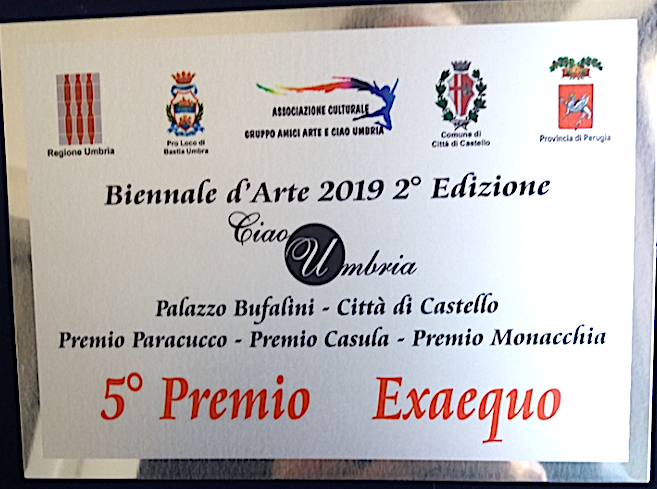 Regione Umbria
Pro Loco di
Bastia Umbra
ASSOCIAZIONE CULTURALE
GRUPPO AMICI ARTE E CIAO UMBRIA
Comune di
Città di Castello
Provincia di Perugia
Biennale d'Arte 2019 2° Edizione
Ciao
Umbria
Palazzo Bufalini - Città di Castello
Premio Paracucco - Premio Casula - Premio Monacchia
5° Premio Exaequo